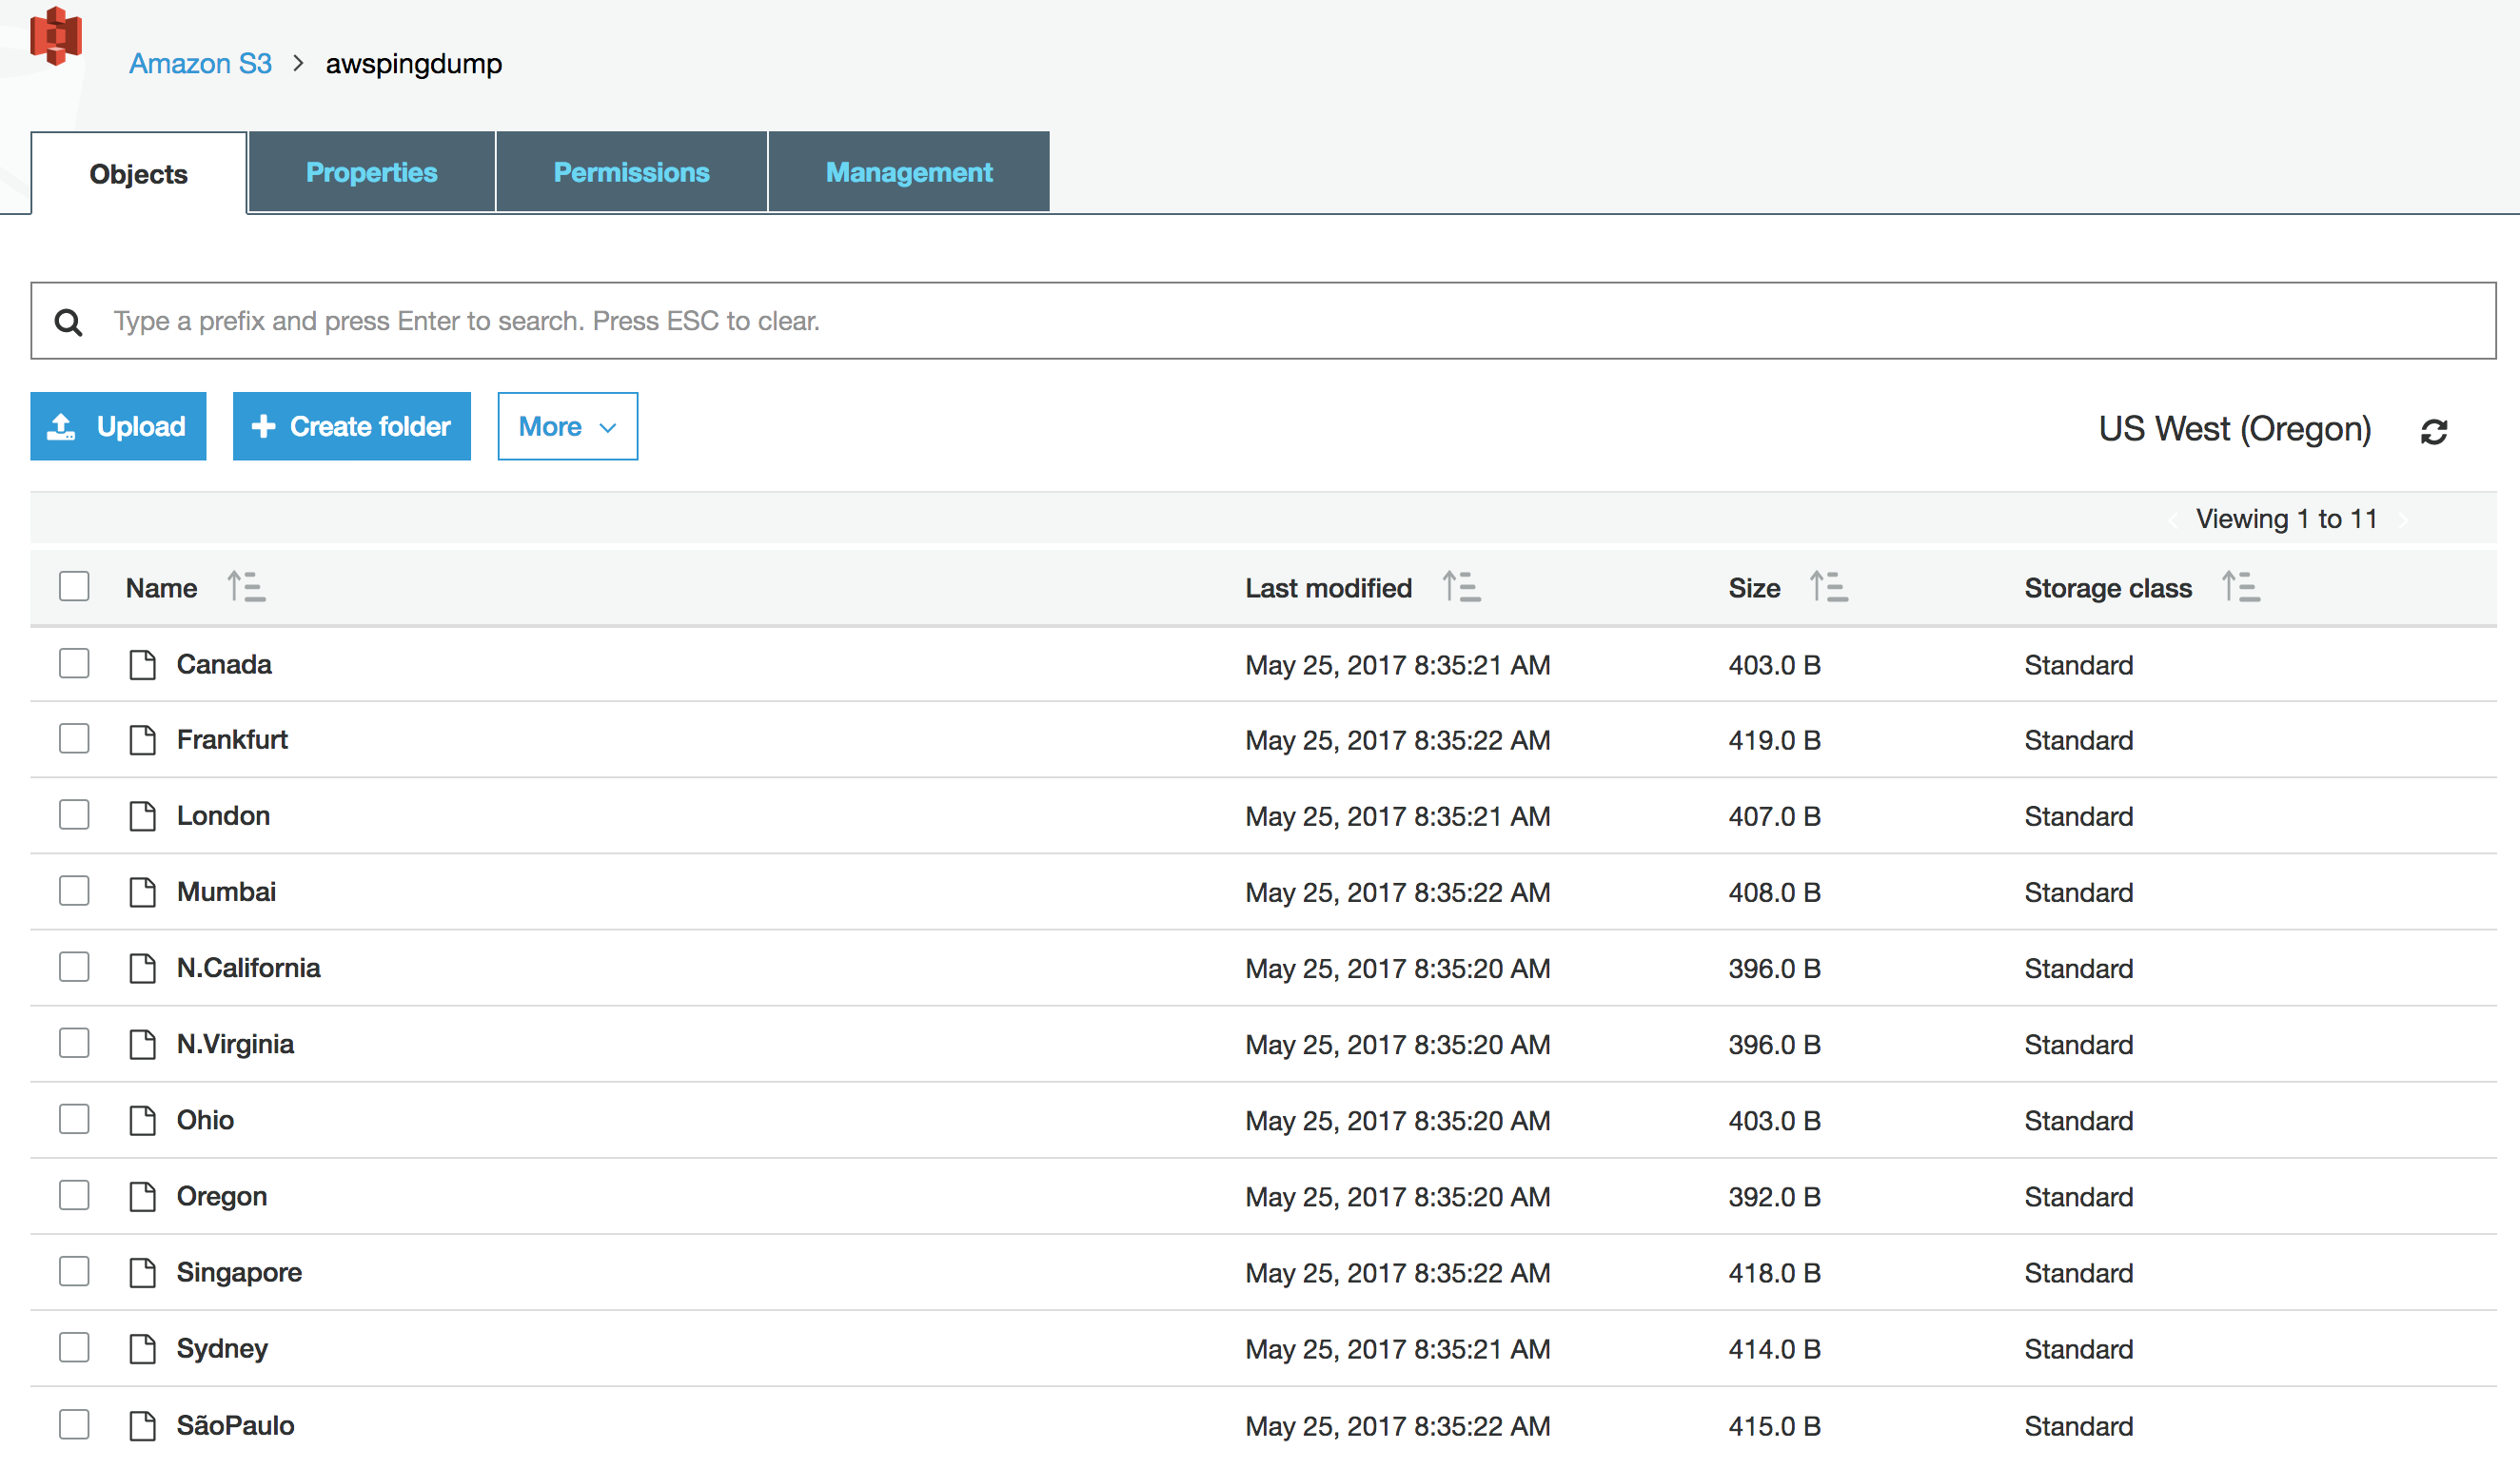 Amazon S3 > awspingdump
Objects Properties Permissions Management
Type a prefix and press Enter to search. Press ESC to clear.
Upload + Create folder More US West (Oregon)
Viewing 1 to 11
Name Last modified Size Storage class
Canada May 25, 2017 8:35:21 AM 403.0 B Standard
Frankfurt May 25, 2017 8:35:22 AM 419.0 B Standard
London May 25, 2017 8:35:21 AM 407.0 B Standard
Mumbai May 25, 2017 8:35:22 AM 408.0 B Standard
N.California May 25, 2017 8:35:20 AM 396.0 B Standard
N.Virginia May 25, 2017 8:35:20 AM 396.0 B Standard
Ohio May 25, 2017 8:35:20 AM 403.0 B Standard
Oregon May 25, 2017 8:35:20 AM 392.0 B Standard
Singapore May 25, 2017 8:35:22 AM 418.0 B Standard
Sydney May 25, 2017 8:35:21 AM 414.0 B Standard
SãoPaulo May 25, 2017 8:35:22 AM 415.0 B Standard